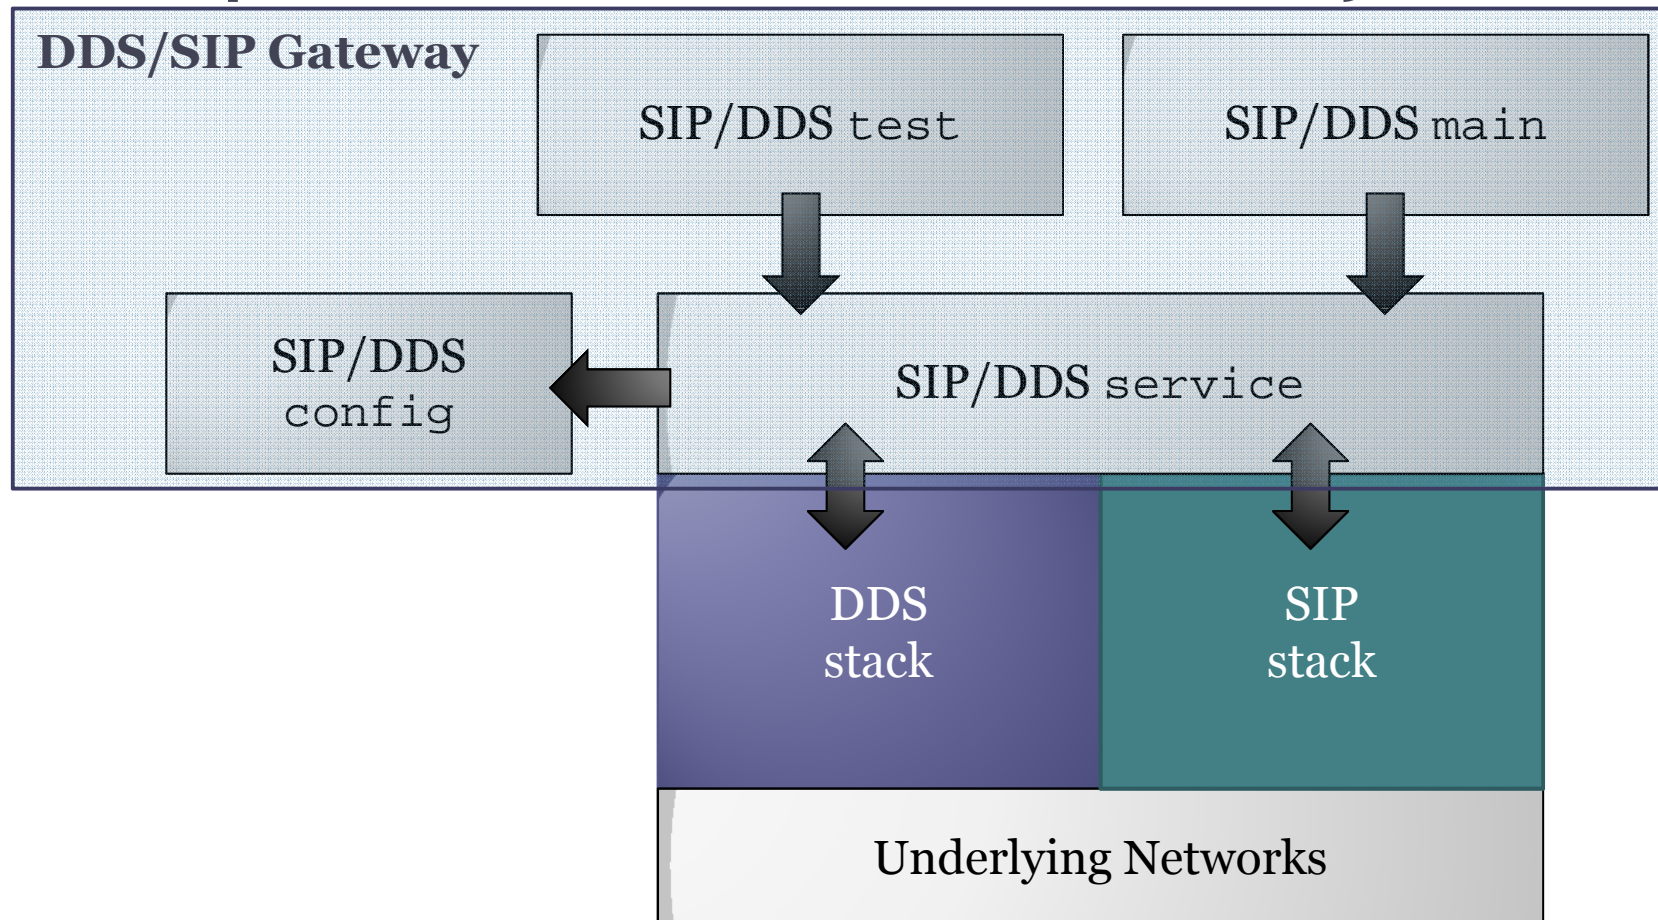 DDS/SIP Gateway
SIP/DDS test
SIP/DDS main
SIP/DDS
config
SIP/DDS service
DDS
stack
SIP
stack
Underlying Networks